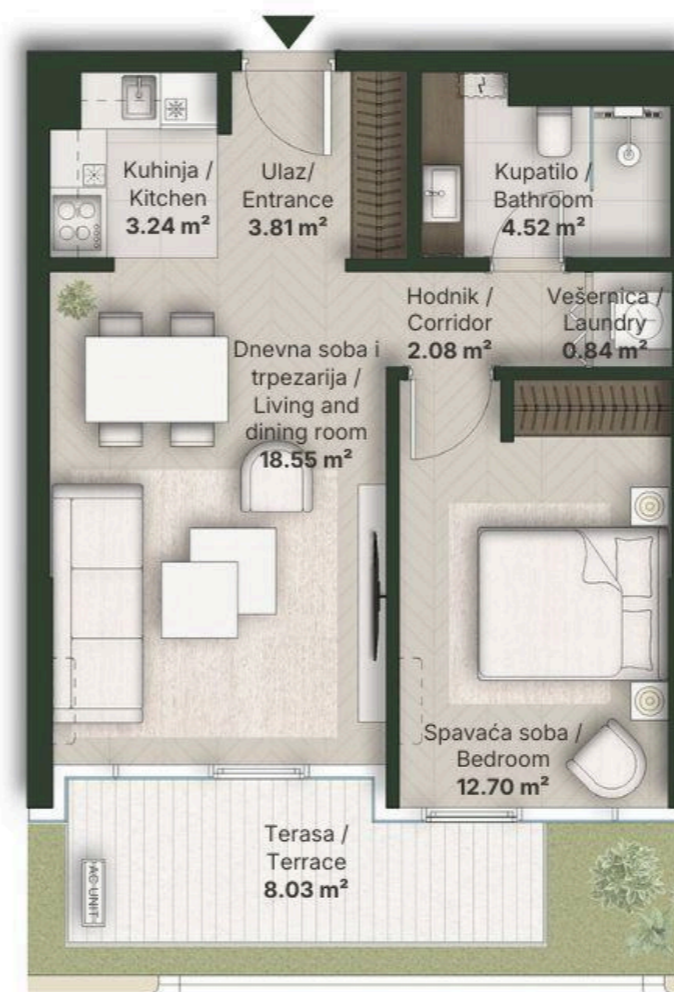 Kuhinja /
Kitchen
3.24 m²
Ulaz/
Entrance
3.81 m²
Kupatilo /
Bathroom
4.52 m²
Hodnik /
Corridor
2.08 m²
Vešernica /
Laundry
0.84 m²
Dnevna soba i
trpezarija /
Living and
dining room
18.55 m²
Spavaća soba /
Bedroom
12.70 m²
Terasa /
Terrace
8.03 m²
AC UNIT